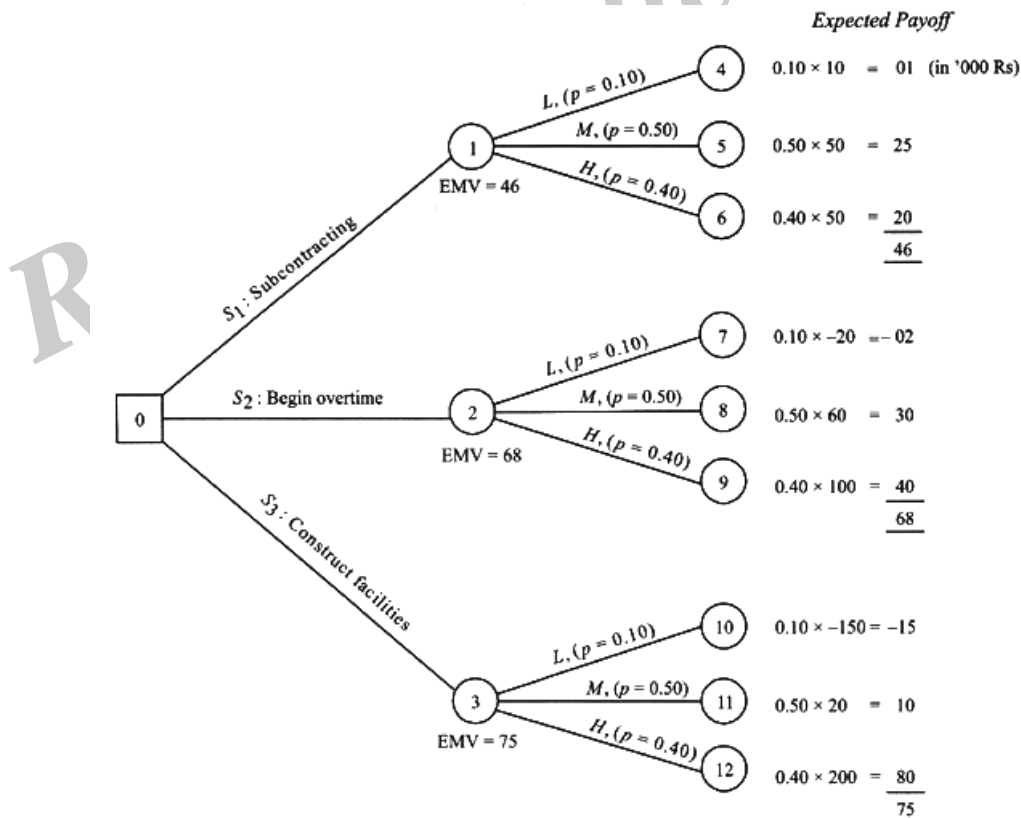 Expected Payoff
L, (p = 0.10)
4
0.10 × 10 = 01 (in '000 Rs)
1
M, (p = 0.50)
5
0.50 × 50 = 25
EMV = 46
H, (p = 0.40)
6
0.40 × 50 = 20
46
S1 : Subcontracting
R
L, (p = 0.10)
7
0.10 × –20 =– 02
0
S2 : Begin overtime
2
M, (p = 0.50)
8
0.50 × 60 = 30
EMV = 68
H, (p = 0.40)
9
0.40 × 100 = 40
68
S3 : Construct facilities
L, (p = 0.10)
10
0.10 × –150 = –15
3
M, (p = 0.50)
11
0.50 × 20 = 10
EMV = 75
H, (p = 0.40)
12
0.40 × 200 = 80
75